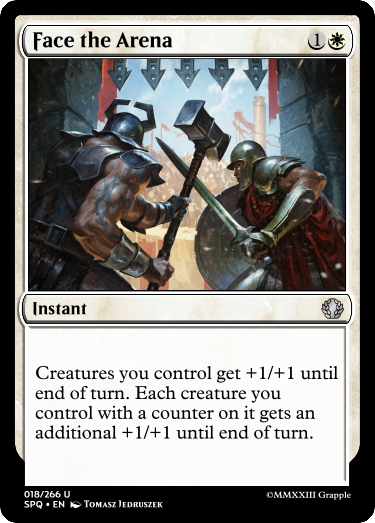 Face the Arena 1
Instant
Creatures you control get +1/+1 until
end of turn. Each creature you
control with a counter on it gets an
additional +1/+1 until end of turn.
018/266 U
SPQ • EN Tomasz Jedruszek
©MMXXIII Grapple